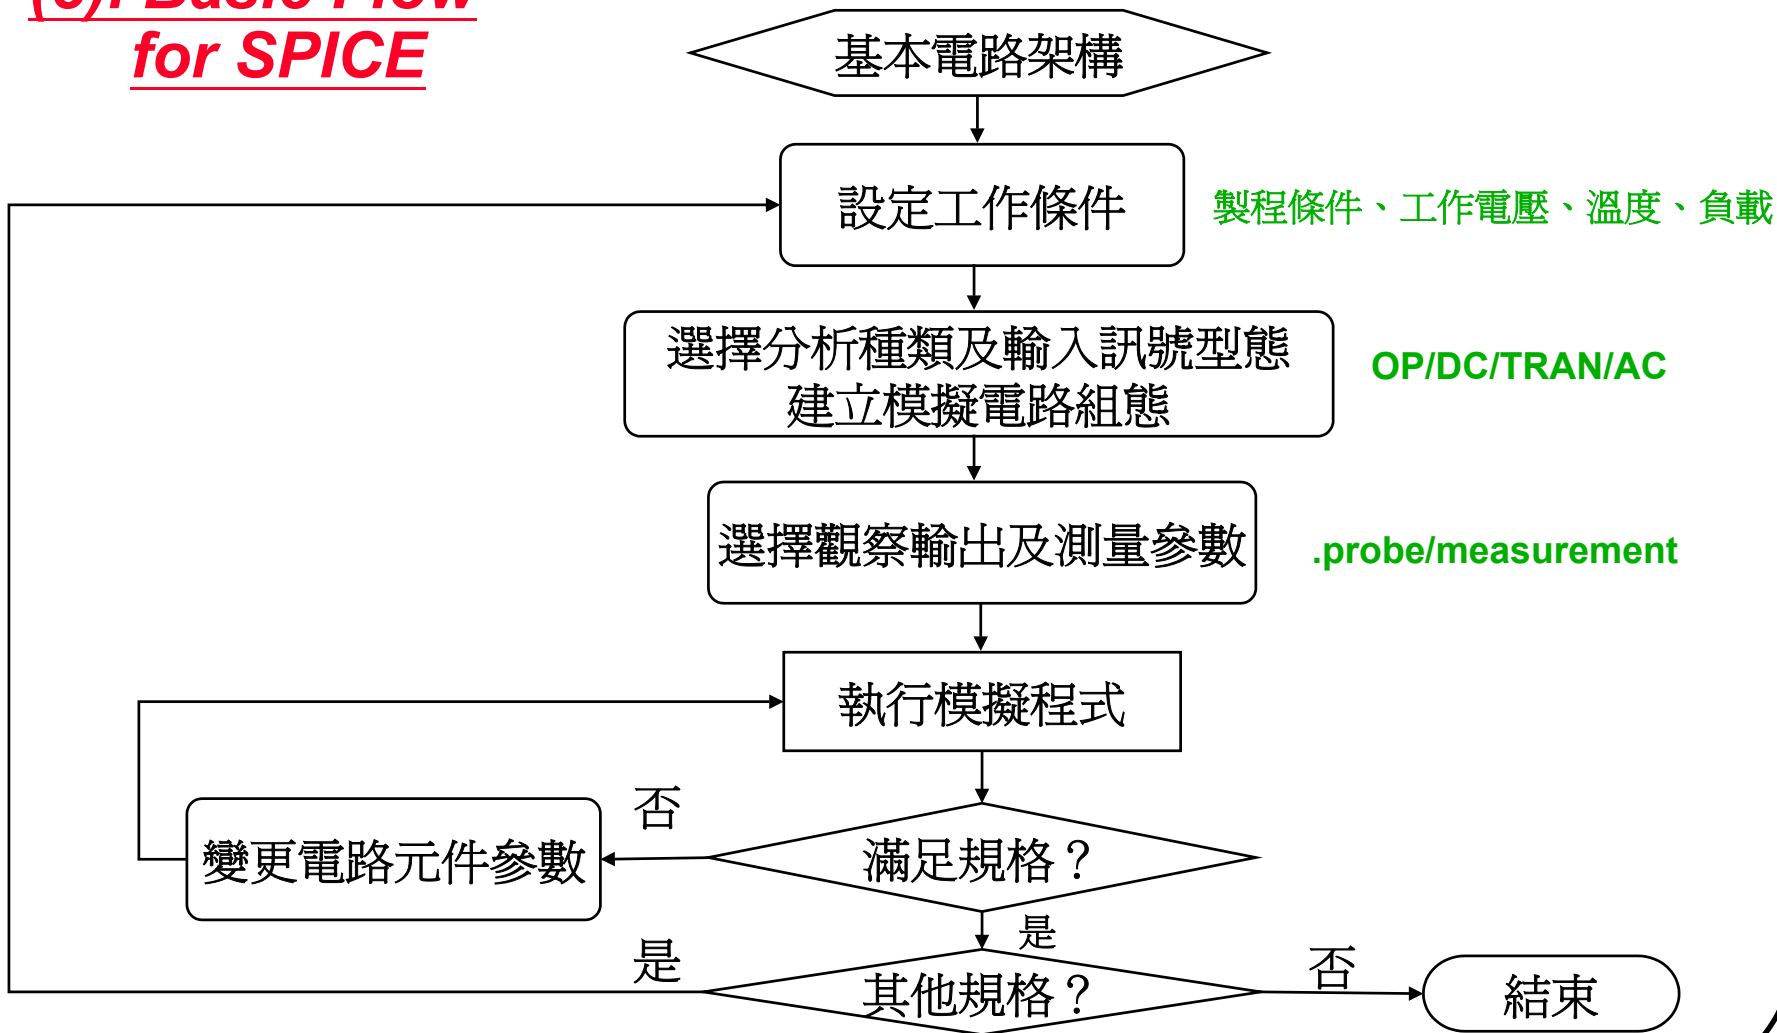 Basic Flow
for SPICE
基本電路架構
設定工作條件
製程條件、工作電壓、溫度、負載
選擇分析種類及輸入訊號型態
建立模擬電路組態
OP/DC/TRAN/AC
選擇觀察輸出及測量參數
.probe/measurement
執行模擬程式
否
變更電路元件參數
滿足規格？
是
是
其他規格？
否
結束